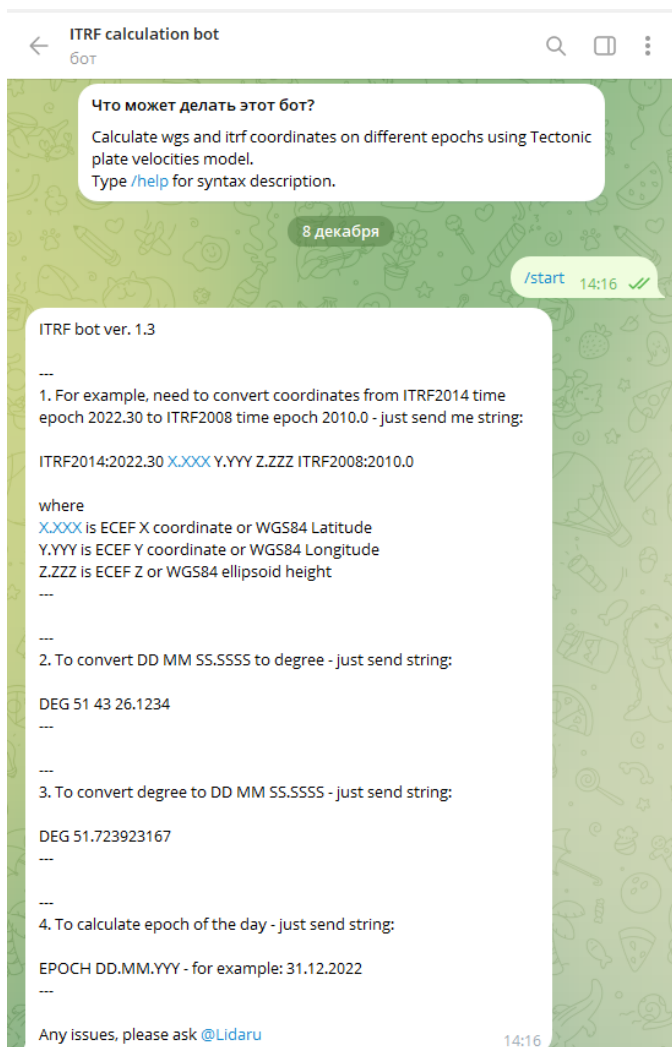 ITRF calculation bot
бот
Что может делать этот бот?
Calculate wgs and itrf coordinates on different epochs using Tectonic
plate velocities model.
Type /help for syntax description.
8 декабря
/start 14:16
ITRF bot ver. 1.3
---
1. For example, need to convert coordinates from ITRF2014 time
epoch 2022.30 to ITRF2008 time epoch 2010.0 - just send me string:
ITRF2014:2022.30 X.XXX Y.YYY Z.ZZZ ITRF2008:2010.0
where
X.XXX is ECEF X coordinate or WGS84 Latitude
Y.YYY is ECEF Y coordinate or WGS84 Longitude
Z.ZZZ is ECEF Z or WGS84 ellipsoid height
---
---
2. To convert DD MM SS.SSSS to degree - just send string:
DEG 51 43 26.1234
---
---
3. To convert degree to DD MM SS.SSSS - just send string:
DEG 51.723923167
---
---
4. To calculate epoch of the day - just send string:
EPOCH DD.MM.YYY - for example: 31.12.2022
---
Any issues, please ask @Lidaru 14:16